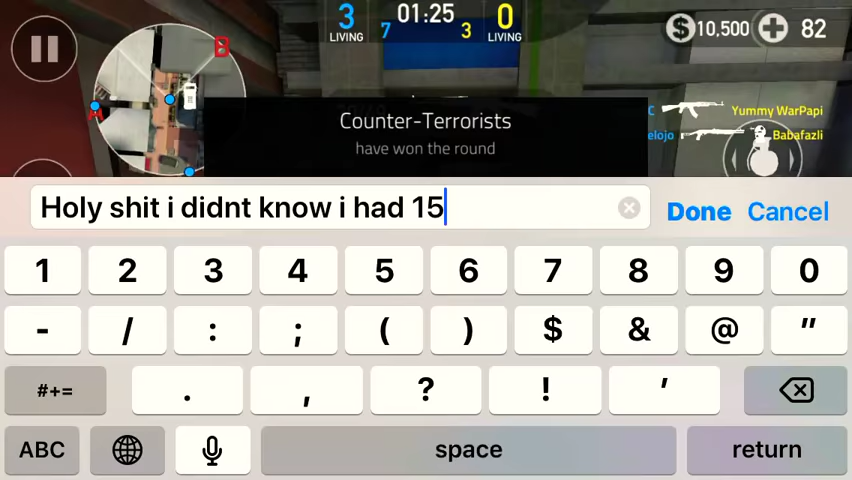 3 01:25 0
LIVING 7 3 LIVING
$ 10,500 82
B
A
Counter-Terrorists
have won the round
C Yummy WarPapi
elojo Babafazli
Holy shit i didnt know i had 15
Done Cancel
1 2 3 4 5 6 7 8 9 0
- / : ; ( ) $ & @ "
#+= . , ? ! '
ABC space return